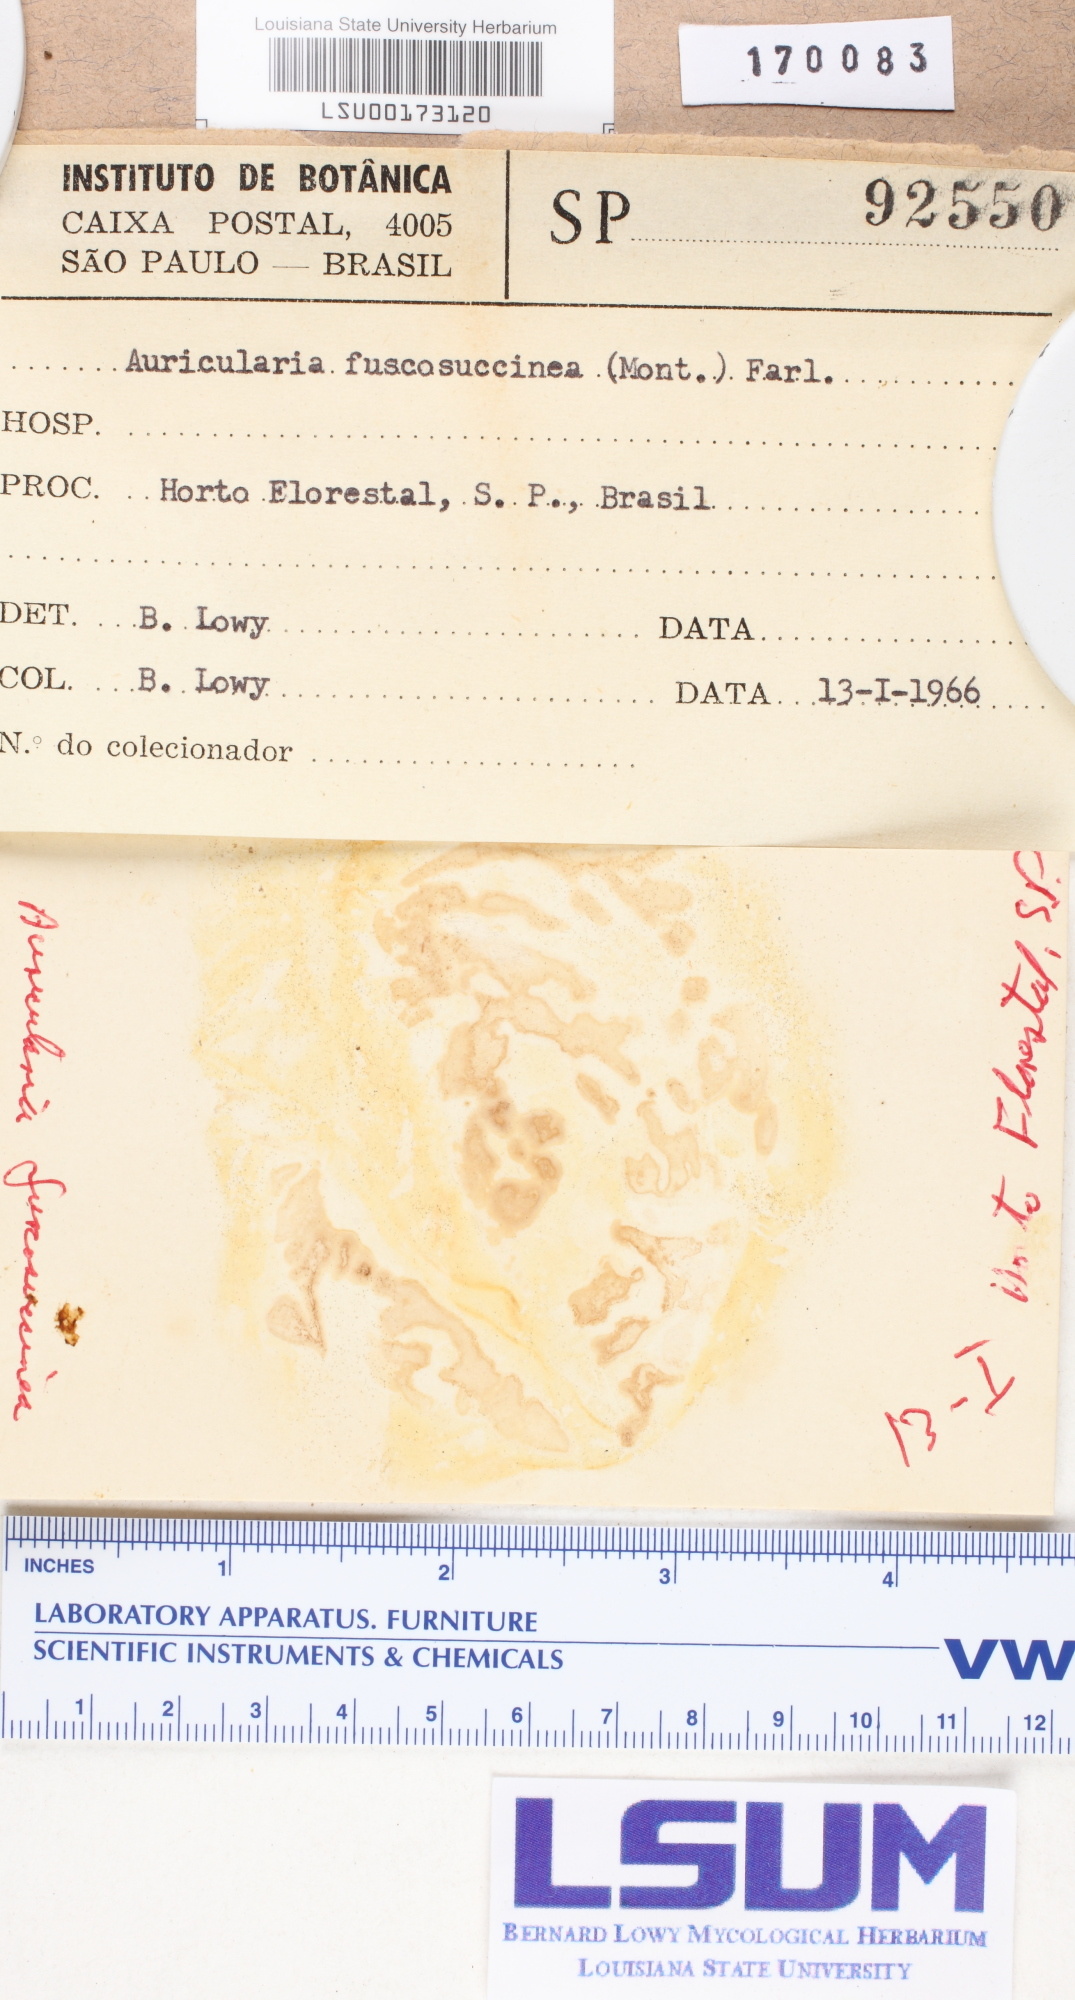 Louisiana State University Herbarium
LSU00173120
170083
INSTITUTO DE BOTÂNICA
CAIXA POSTAL, 4005
SÃO PAULO — BRASIL
SP 92550
Auricularia fuscosuccinea (Mont.) Farl.
HOSP.
PROC. Horto Florestal, S. P., Brasil
DET. B. Lowy DATA
COL. B. Lowy DATA 13-I-1966
N.º do colecionador
Auricularia fuscosuccinea
Horto Florestal, S.P.
13-I
INCHES 1 2 3 4
LABORATORY APPARATUS. FURNITURE
SCIENTIFIC INSTRUMENTS & CHEMICALS
VW
1 2 3 4 5 6 7 8 9 10 11 12
LSUM
BERNARD LOWY MYCOLOGICAL HERBARIUM
LOUISIANA STATE UNIVERSITY